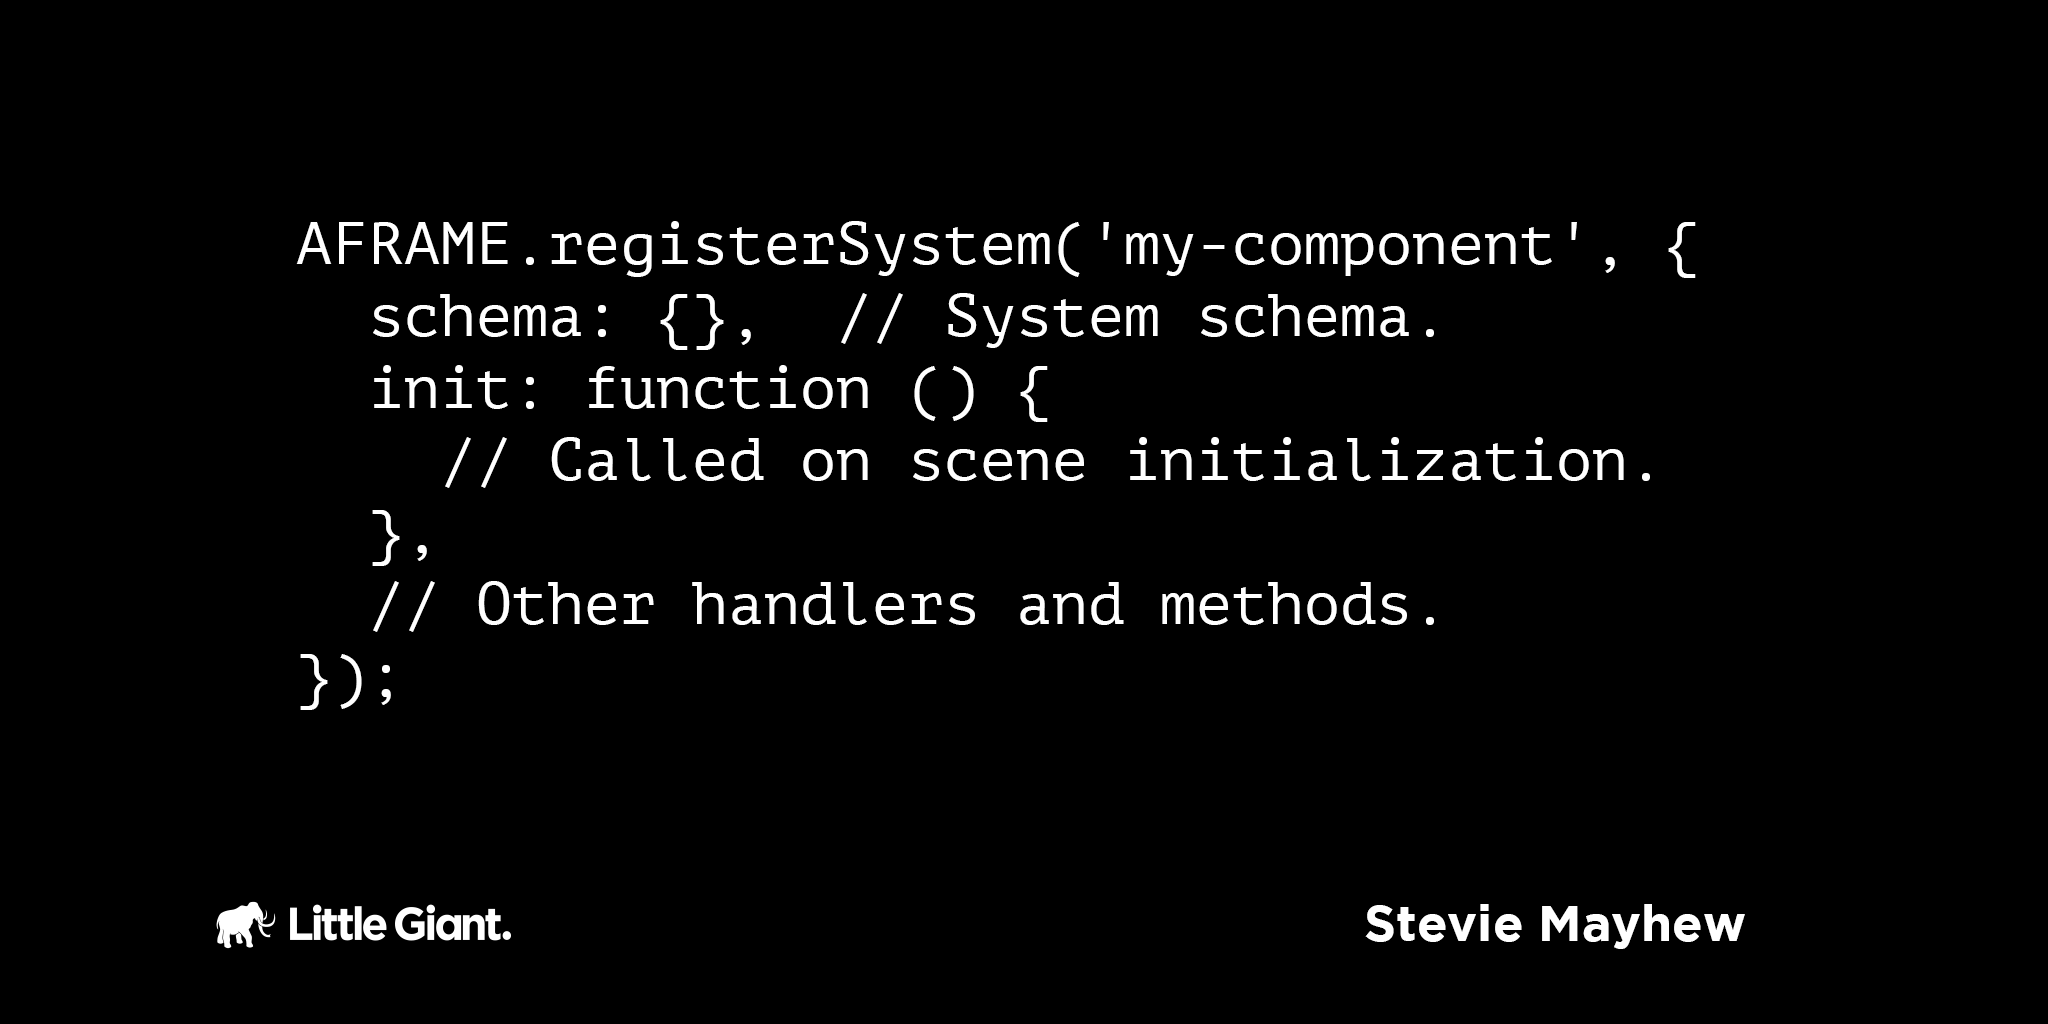 AFRAME.registerSystem('my-component', {
  schema: {},  // System schema.
  init: function () {
    // Called on scene initialization.
  },
  // Other handlers and methods.
});
Little Giant.
Stevie Mayhew